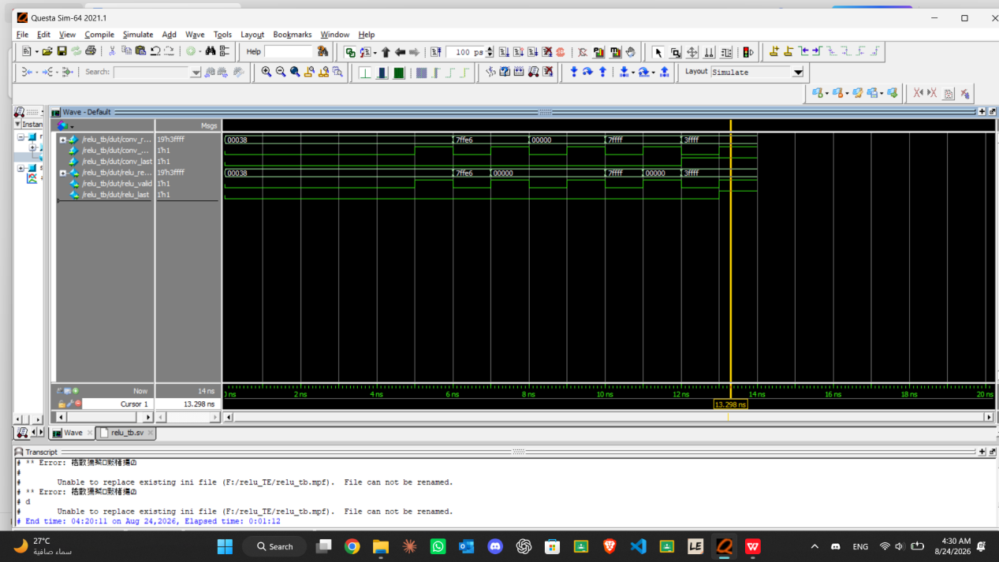 Questa Sim-64 2021.1
File Edit View Compile Simulate Add Wave Tools Layout Bookmarks Window Help
Help 100 ps
Search: Layout Simulate
Wave - Default
Instan Msgs
/relu_tb/dut/conv_r... 19'h3ffff 00038 7ffe6 00000 7ffff 3ffff
/relu_tb/dut/conv_... 1'h1
/relu_tb/dut/conv_last 1'h1
/relu_tb/dut/relu_re... 19'h3ffff 00038 7ffe6 00000 7ffff 00000 3ffff
/relu_tb/dut/relu_valid 1'h1
/relu_tb/dut/relu_last 1'h1
Now 14 ns 2 ns 4 ns 6 ns 8 ns 10 ns 12 ns 14 ns 16 ns 18 ns 20 ns
Cursor 1 13.298 ns 13.298 ns
Wave relu_tb.sv
Transcript
# ** Error:
#
# Unable to replace existing ini file (F:/relu_TE/relu_tb.mpf). File can not be renamed.
# ** Error:
# d
# Unable to replace existing ini file (F:/relu_TE/relu_tb.mpf). File can not be renamed.
# End time: 04:20:11 on Aug 24,2026, Elapsed time: 0:01:12
27°C
سماء صافية
Search
LE
ENG
4:30 AM
8/24/2026